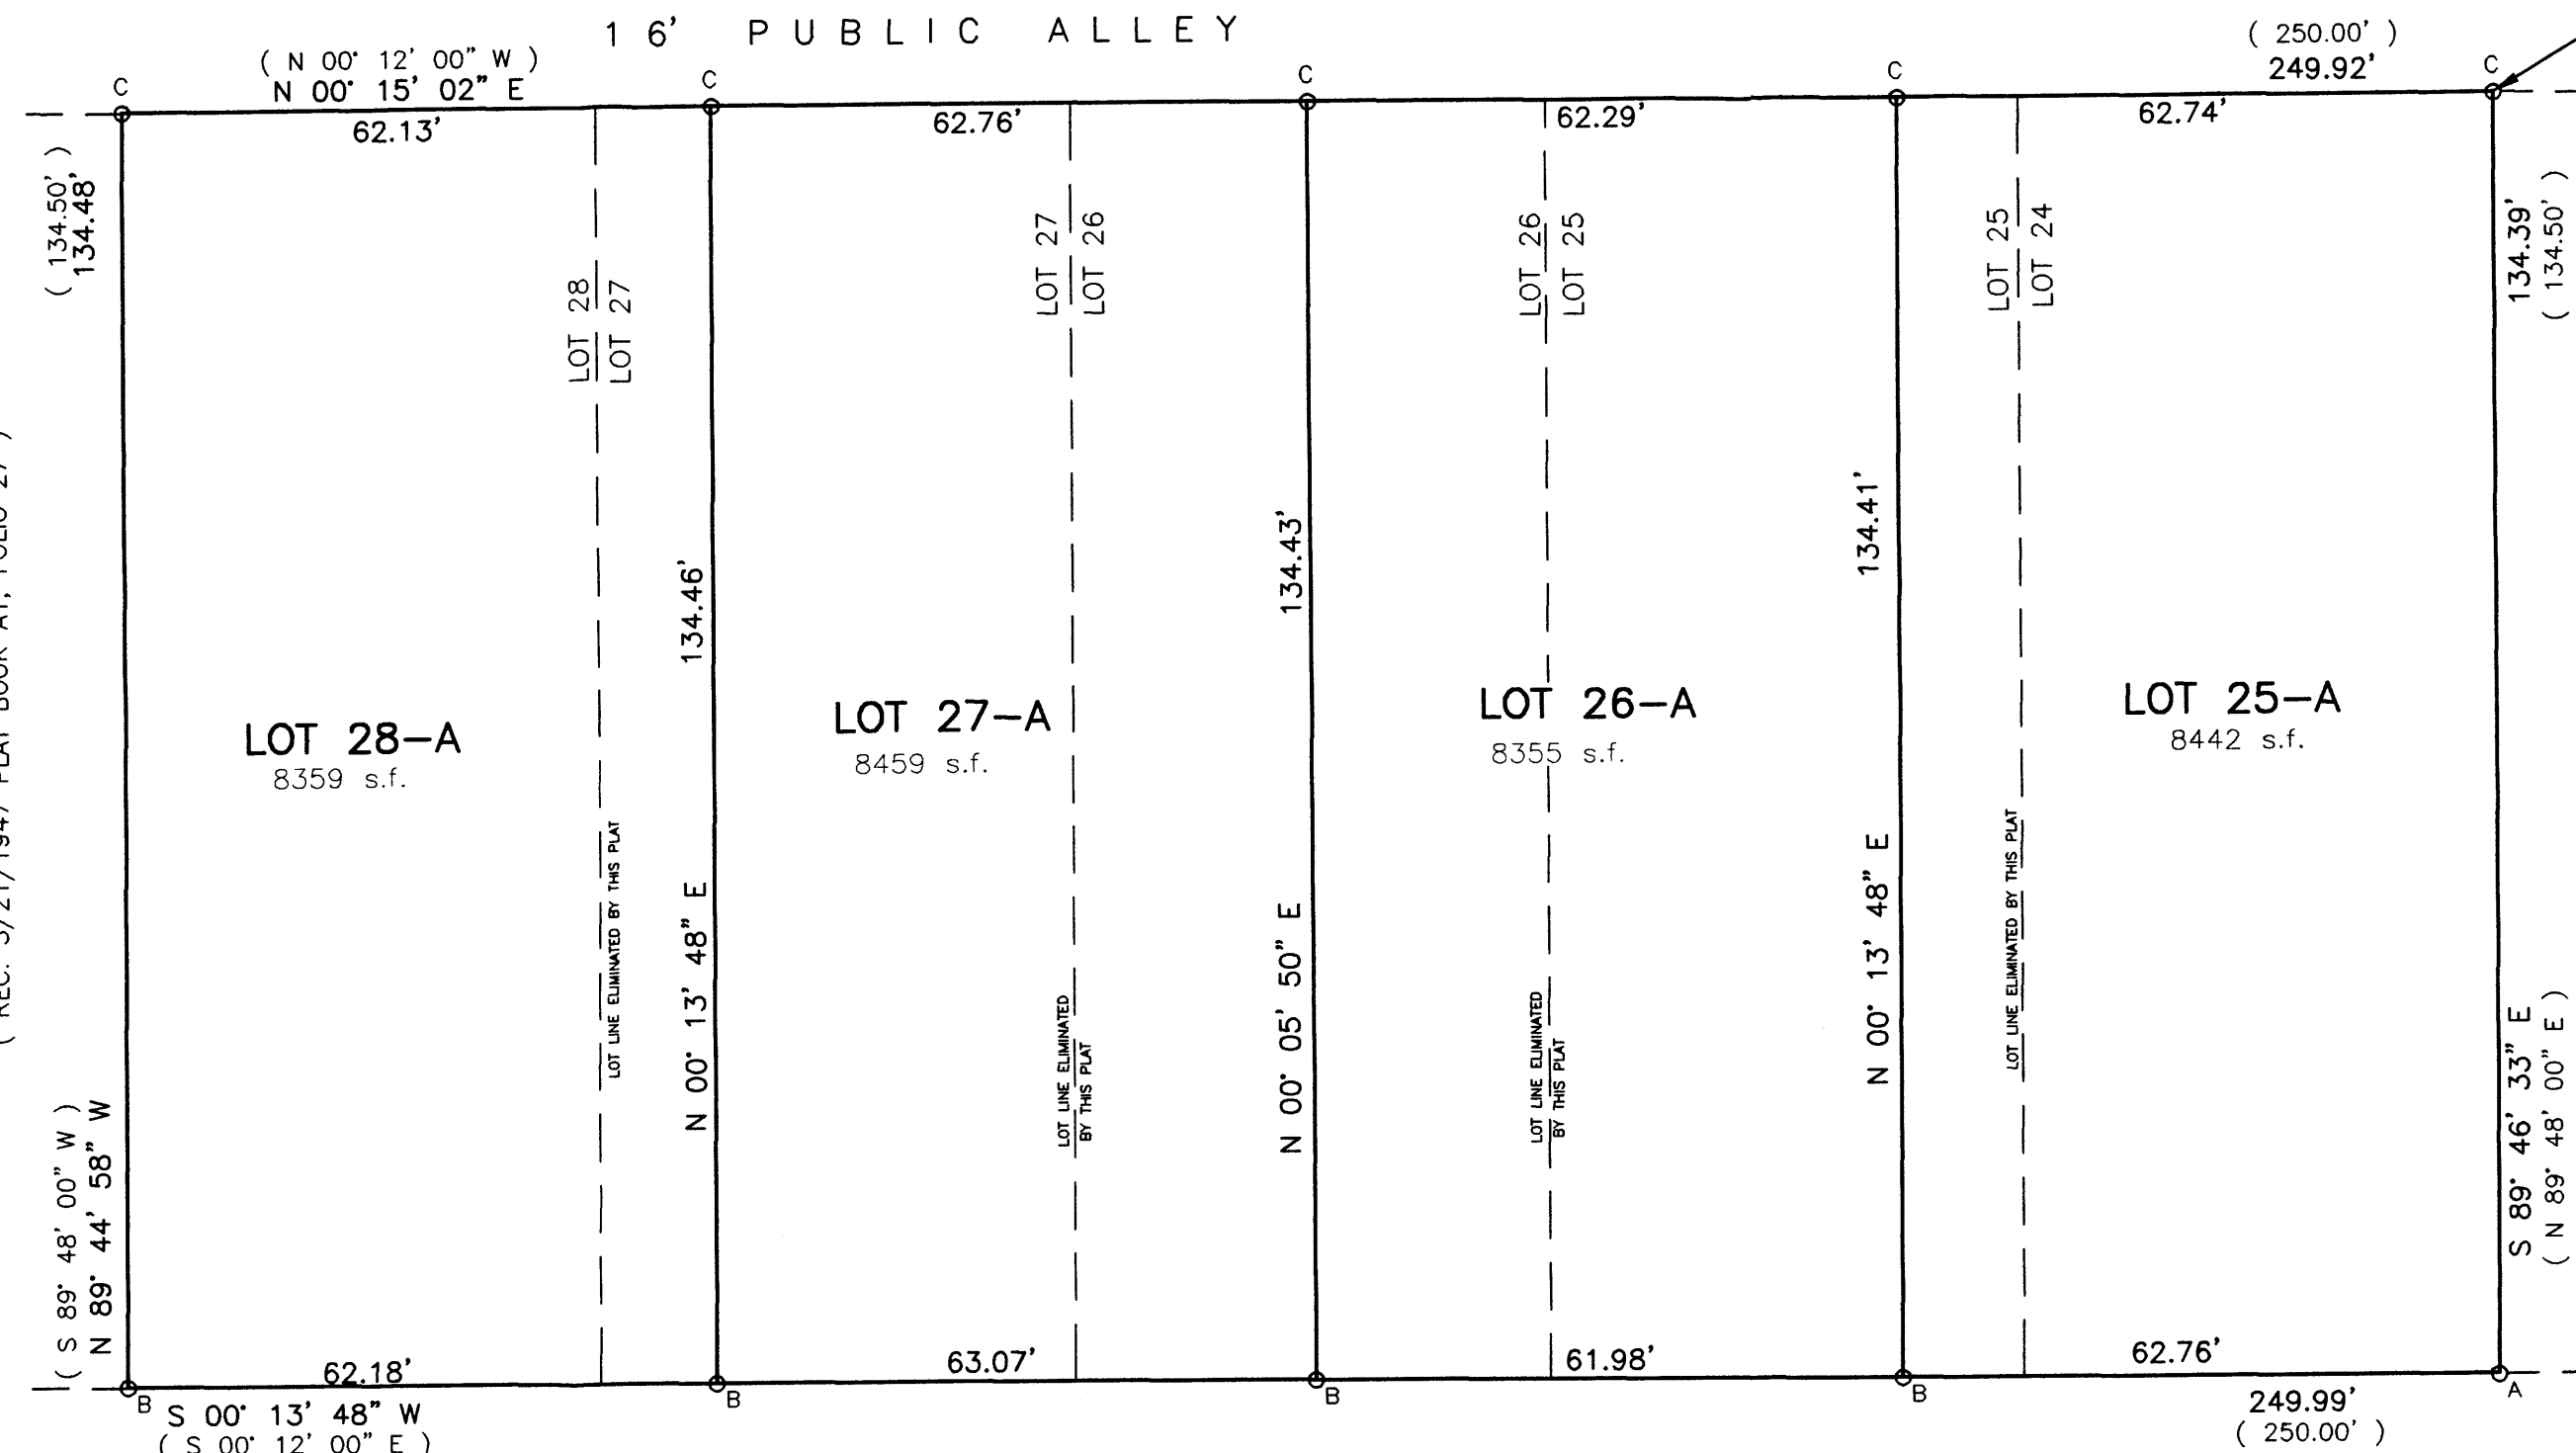 16' PUBLIC ALLEY
( N 00° 12' 00" W )
N 00° 15' 02" E
( 250.00' )
249.92'
C
C
C
C
C
62.13'
62.76'
62.29'
62.74'
( 134.50' )
134.48'
134.39'
( 134.50' )
LOT 28
LOT 27
LOT 27
LOT 26
LOT 26
LOT 25
LOT 25
LOT 24
134.46'
134.43'
134.41'
LOT 28-A
8359 s.f.
LOT 27-A
8459 s.f.
LOT 26-A
8355 s.f.
LOT 25-A
8442 s.f.
LOT LINE ELIMINATED BY THIS PLAT
LOT LINE ELIMINATED
BY THIS PLAT
LOT LINE ELIMINATED
BY THIS PLAT
LOT LINE ELIMINATED BY THIS PLAT
( S 89° 48' 00" W )
N 89° 44' 58" W
N 00° 13' 48" E
N 00° 05' 50" E
N 00° 13' 48" E
S 89° 46' 33" E
( N 89° 48' 00" E )
62.18'
63.07'
61.98'
62.76'
B
B
B
B
A
S 00° 13' 48" W
( S 00° 12' 00" E )
249.99'
( 250.00' )